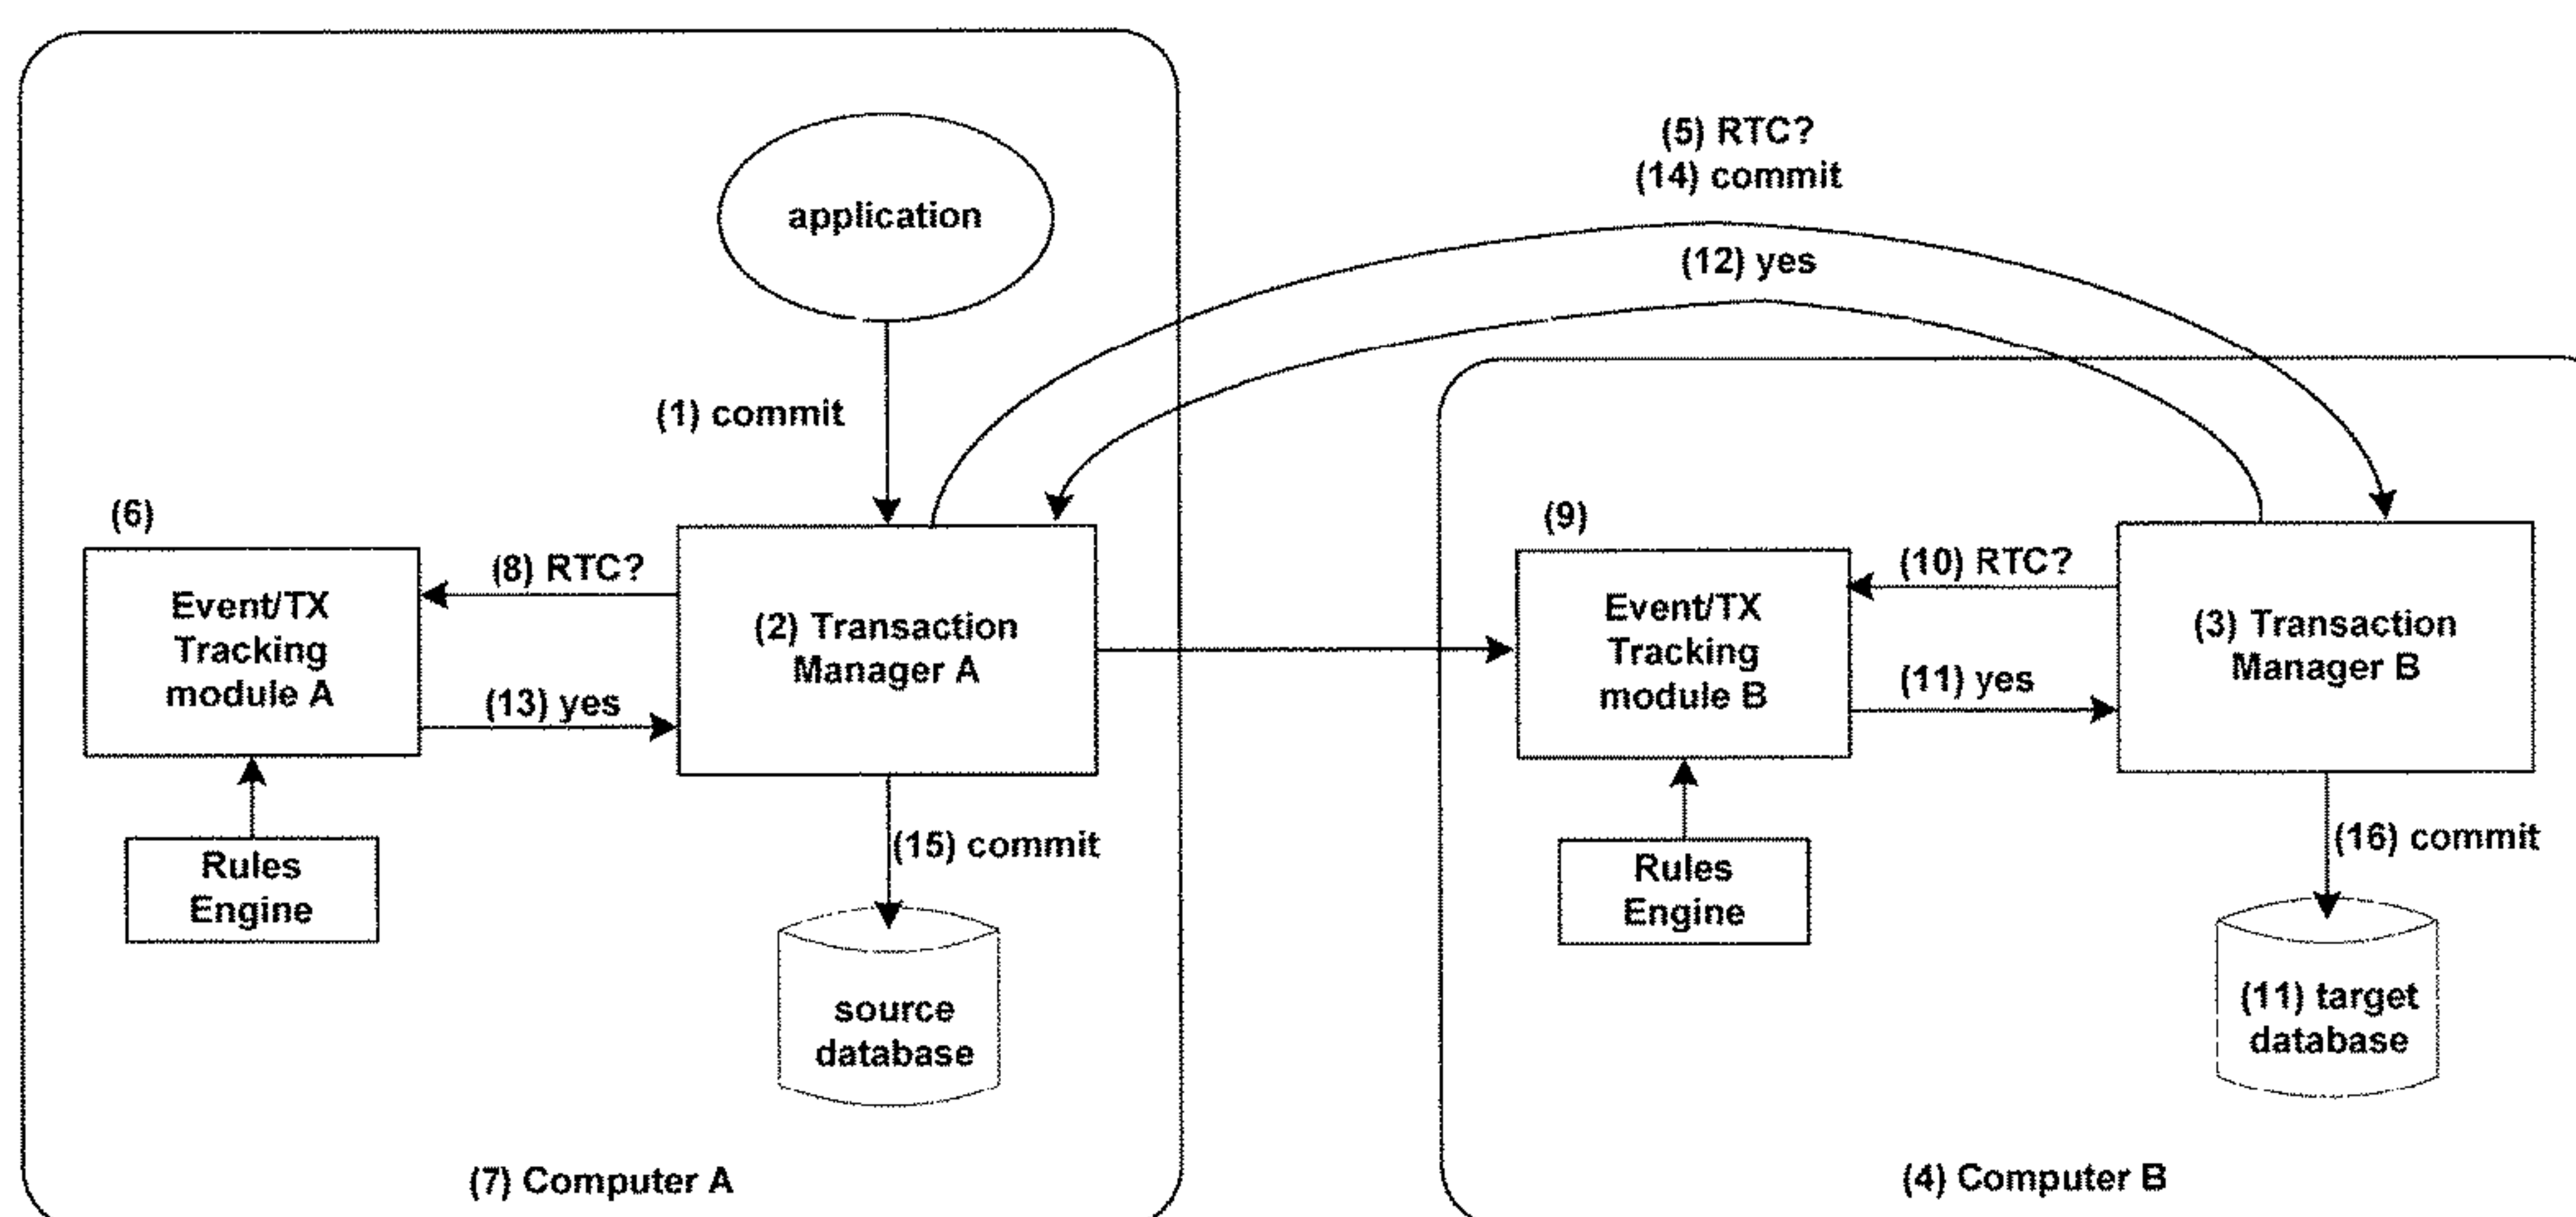 (5) RTC?
(14) commit
application
(12) yes
(1) commit
(6)
(8) RTC?
Event/TX
Tracking
module A
(13) yes
(2) Transaction
Manager A
(9)
Event/TX
Tracking
module B
(10) RTC?
(11) yes
(3) Transaction
Manager B
Rules
Engine
(15) commit
Rules
Engine
(16) commit
source
database
(11) target
database
(7) Computer A
(4) Computer B